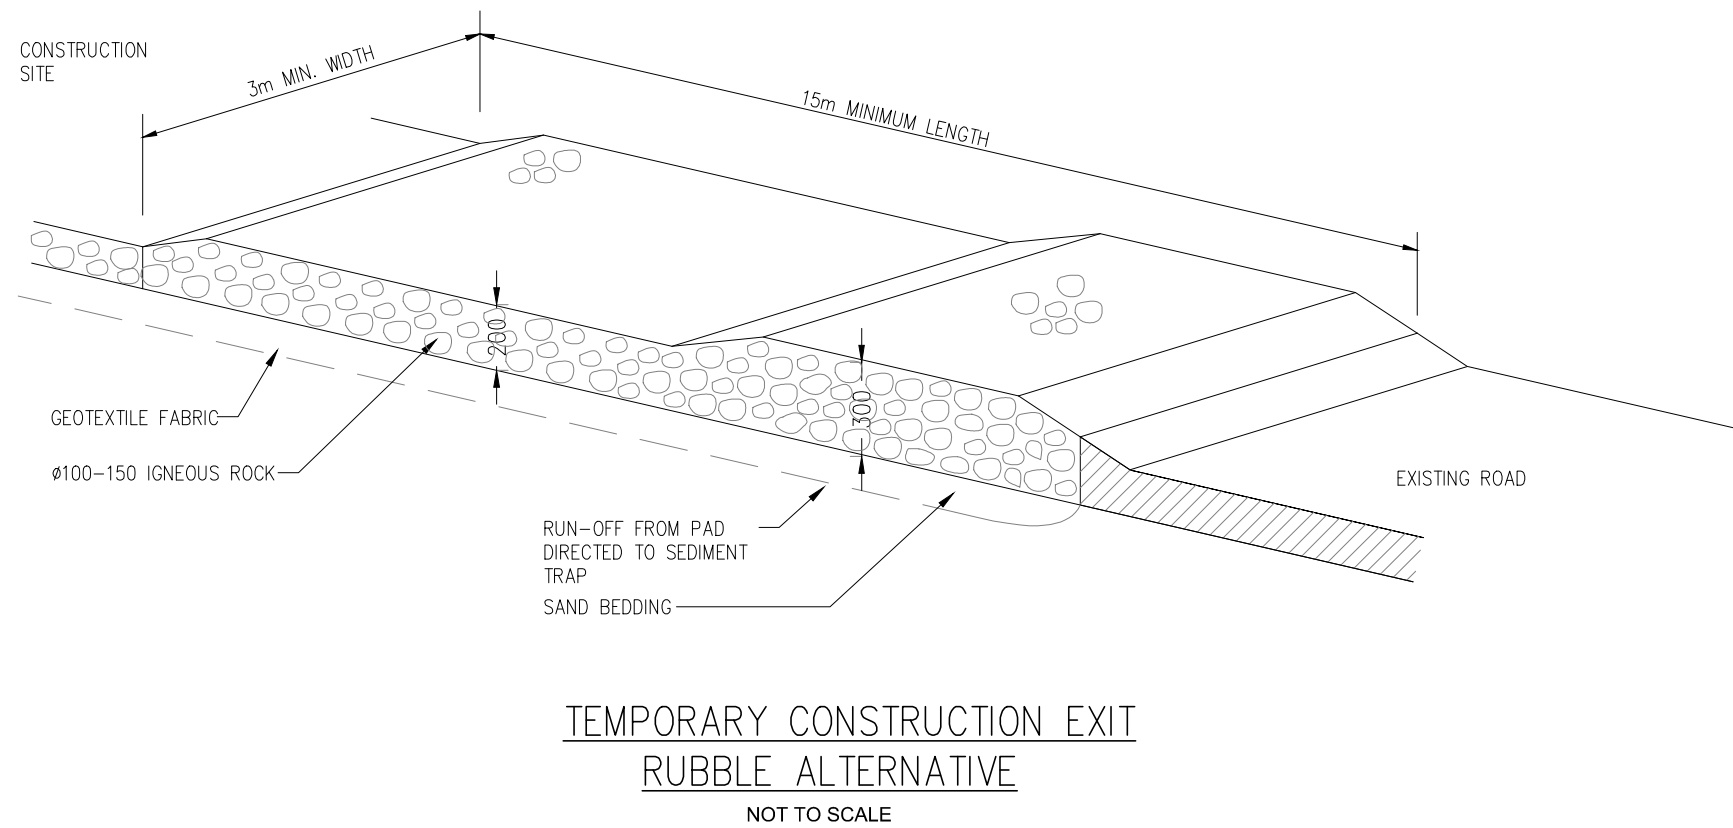 CONSTRUCTION
SITE
3m MIN. WIDTH
15m MINIMUM LENGTH
200
300
GEOTEXTILE FABRIC
ø100-150 IGNEOUS ROCK
EXISTING ROAD
RUN-OFF FROM PAD
DIRECTED TO SEDIMENT
TRAP
SAND BEDDING
TEMPORARY CONSTRUCTION EXIT
RUBBLE ALTERNATIVE
NOT TO SCALE